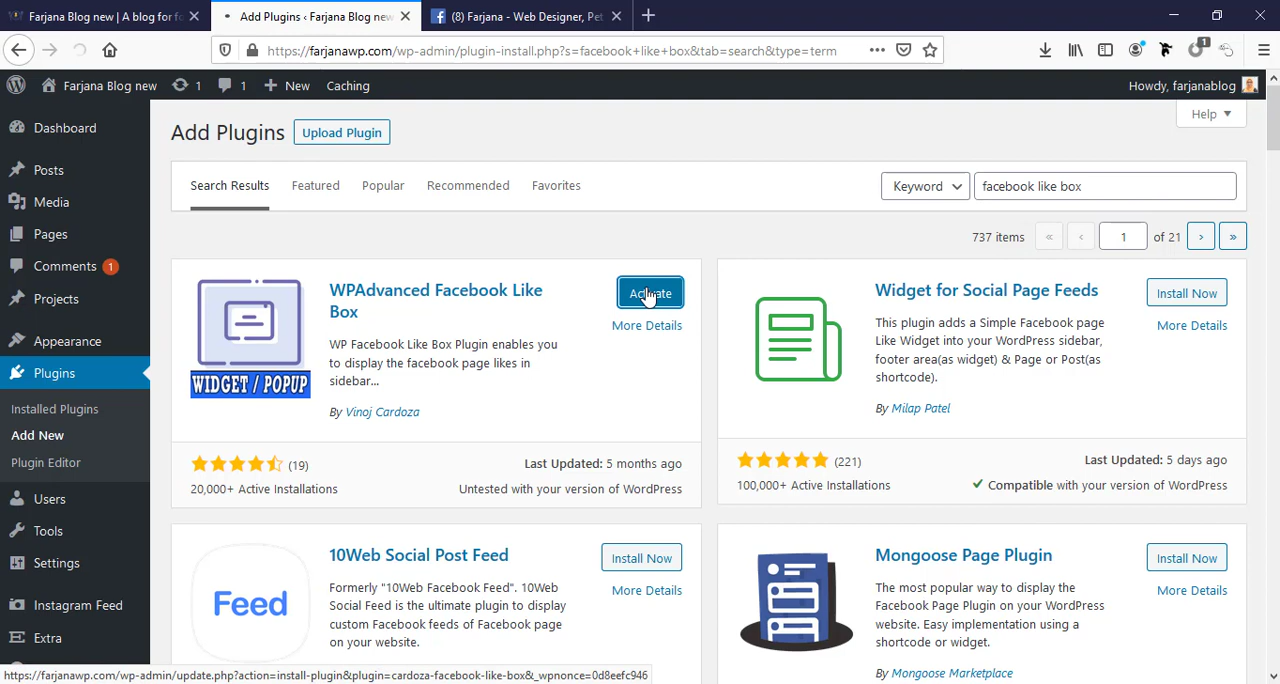 Farjana Blog new | A blog for fo
Add Plugins ‹ Farjana Blog new
(8) Farjana - Web Designer, Pet
https://farjanawp.com/wp-admin/plugin-install.php?s=facebook+like+box&tab=search&type=term
1
Farjana Blog new
1
1
New
Caching
Howdy, farjanablog
Dashboard
Posts
Media
Pages
Comments 1
Projects
Appearance
Plugins
Installed Plugins
Add New
Plugin Editor
Users
Tools
Settings
Instagram Feed
Extra
Add Plugins
Upload Plugin
Help
Search Results
Featured
Popular
Recommended
Favorites
Keyword
facebook like box
737 items
«
‹
1
of 21
›
»
WPAdvanced Facebook Like
Box
Activate
More Details
WP Facebook Like Box Plugin enables you
to display the facebook page likes in
sidebar...
By Vinoj Cardoza
WIDGET / POPUP
(19)
20,000+ Active Installations
Last Updated: 5 months ago
Untested with your version of WordPress
Widget for Social Page Feeds
Install Now
More Details
This plugin adds a Simple Facebook page
Like Widget into your WordPress sidebar,
footer area(as widget) & Page or Post(as
shortcode).
By Milap Patel
(221)
100,000+ Active Installations
Last Updated: 5 days ago
Compatible with your version of WordPress
10Web Social Post Feed
Install Now
More Details
Formerly "10Web Facebook Feed". 10Web
Social Feed is the ultimate plugin to display
custom Facebook feeds of Facebook page
on your website.
Feed
Mongoose Page Plugin
Install Now
More Details
The most popular way to display the
Facebook Page Plugin on your WordPress
website. Easy implementation using a
shortcode or widget.
By Mongoose Marketplace
https://farjanawp.com/wp-admin/update.php?action=install-plugin&plugin=cardoza-facebook-like-box&_wpnonce=0d8eefc946